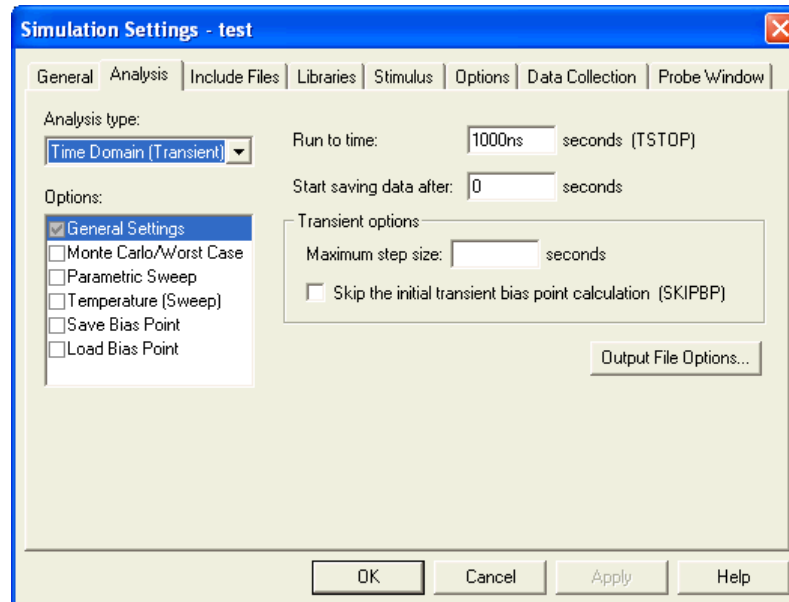 Simulation Settings - test
General Analysis Include Files Libraries Stimulus Options Data Collection Probe Window
Analysis type:
Time Domain (Transient)
Options:
General Settings
Monte Carlo/Worst Case
Parametric Sweep
Temperature (Sweep)
Save Bias Point
Load Bias Point
Run to time: 1000ns seconds (TSTOP)
Start saving data after: 0 seconds
Transient options
Maximum step size: seconds
Skip the initial transient bias point calculation (SKIPBP)
Output File Options...
OK Cancel Apply Help